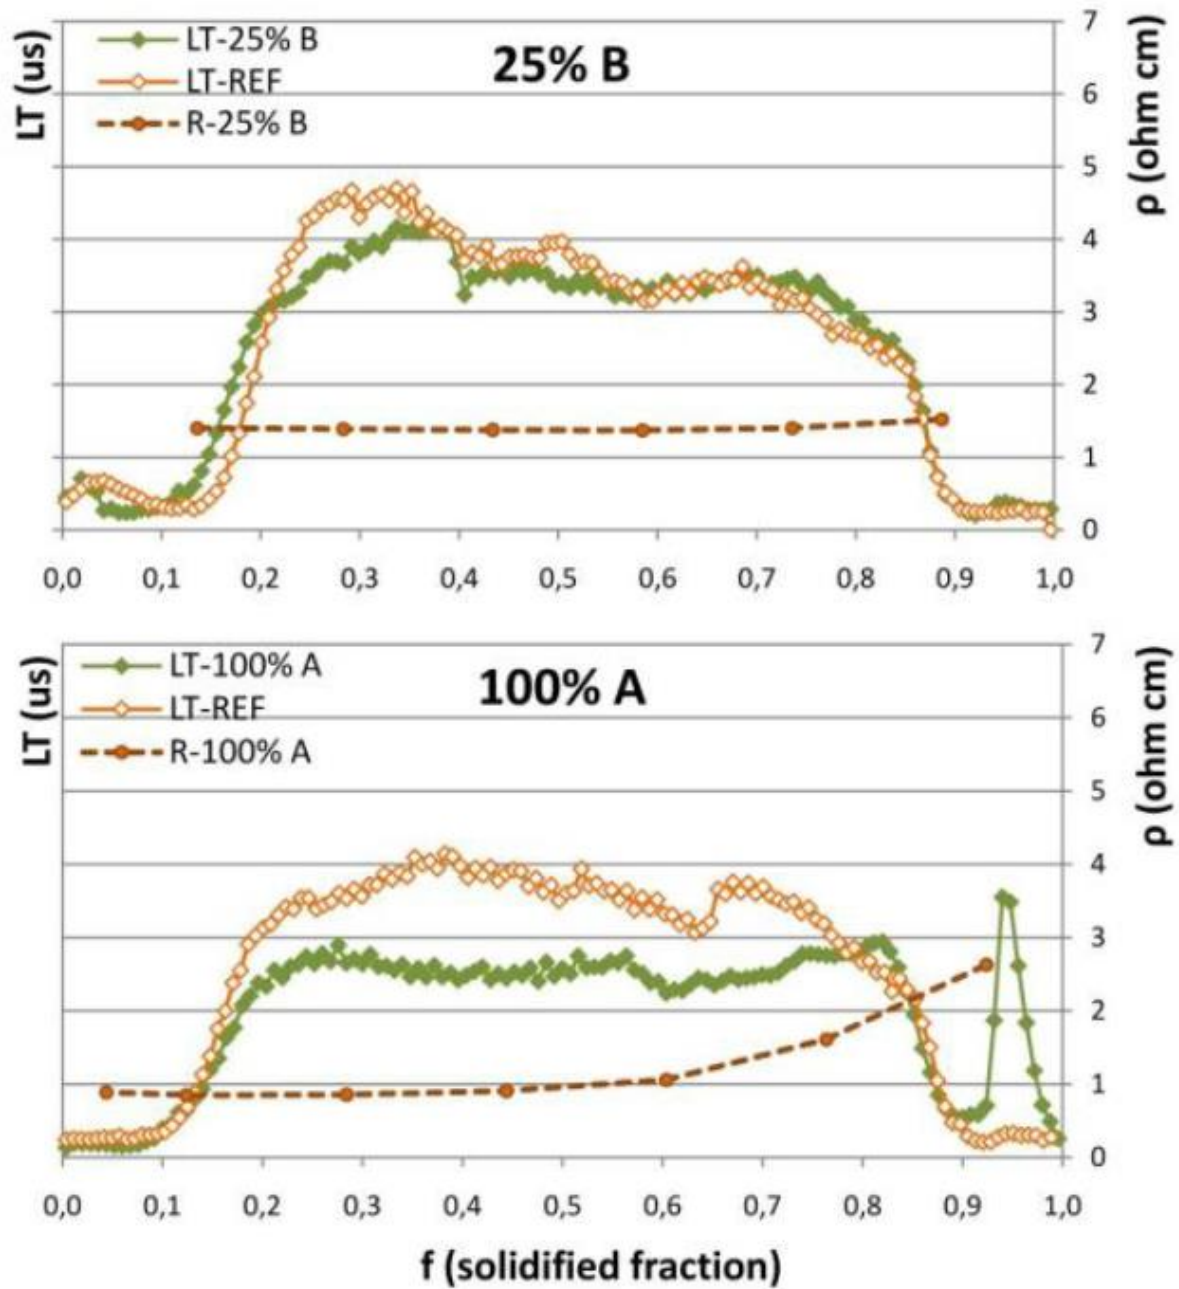 LT (us)
LT-25% B
LT-REF
R-25% B
25% B
7
6
5
4
3
2
1
0
ρ (ohm cm)
0,0 0,1 0,2 0,3 0,4 0,5 0,6 0,7 0,8 0,9 1,0
LT (us)
LT-100% A
LT-REF
R-100% A
100% A
7
6
5
4
3
2
1
0
ρ (ohm cm)
0,0 0,1 0,2 0,3 0,4 0,5 0,6 0,7 0,8 0,9 1,0
f (solidified fraction)